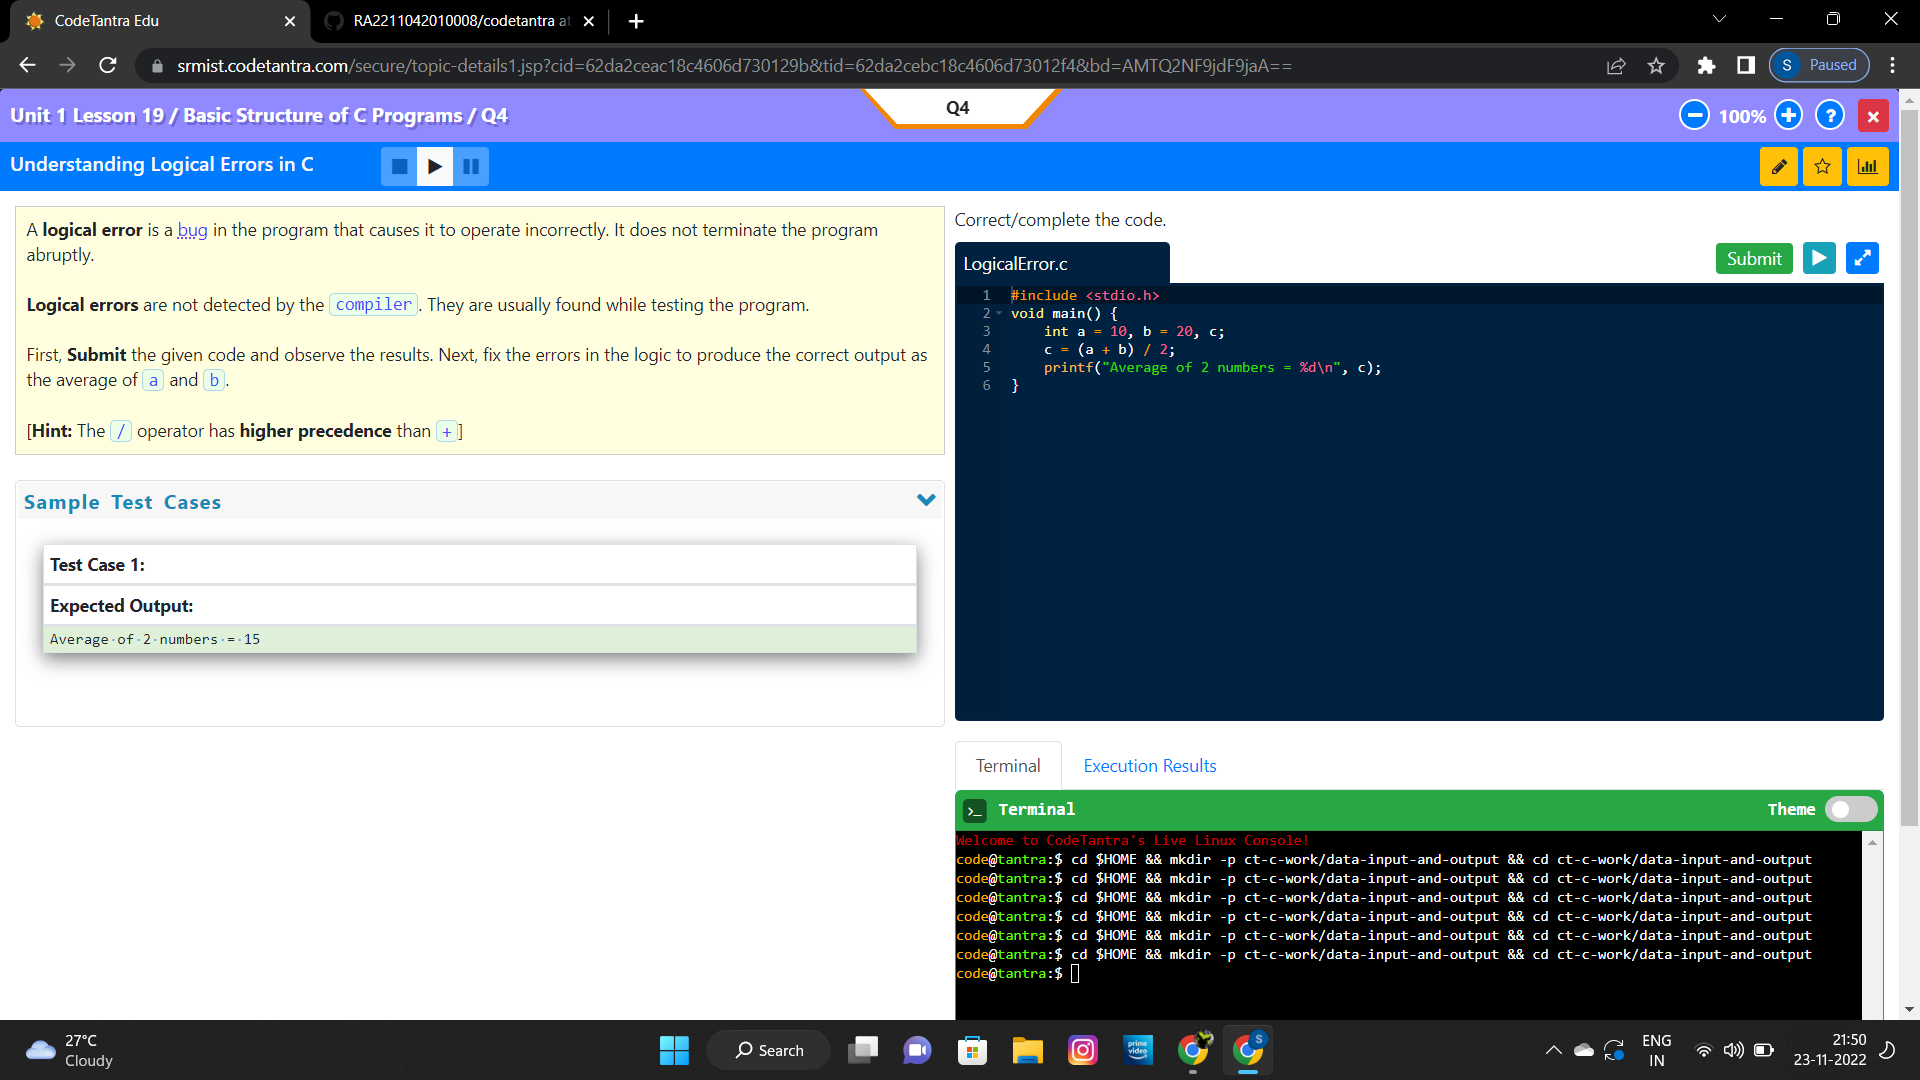 CodeTantra Edu
RA2211042010008/codetantra at
srmist.codetantra.com/secure/topic-details1.jsp?cid=62da2ceac18c4606d730129b&tid=62da2cebc18c4606d73012f4&bd=AMTQ2NF9jdF9jaA==
S Paused
Unit 1 Lesson 19 / Basic Structure of C Programs / Q4
Q4
100%
?
Understanding Logical Errors in C
A logical error is a bug in the program that causes it to operate incorrectly. It does not terminate the program
abruptly.
Logical errors are not detected by the compiler. They are usually found while testing the program.
First, Submit the given code and observe the results. Next, fix the errors in the logic to produce the correct output as
the average of a and b.
[Hint: The / operator has higher precedence than +]
Sample Test Cases
Test Case 1:
Expected Output:
Average·of·2·numbers·=·15
Correct/complete the code.
LogicalError.c
Submit
1 #include <stdio.h>
2 void main() {
3 int a = 10, b = 20, c;
4 c = (a + b) / 2;
5 printf("Average of 2 numbers = %d\n", c);
6 }
Terminal
Execution Results
>_ Terminal
Theme
Welcome to CodeTantra's Live Linux Console!
code@tantra:$ cd $HOME && mkdir -p ct-c-work/data-input-and-output && cd ct-c-work/data-input-and-output
code@tantra:$ cd $HOME && mkdir -p ct-c-work/data-input-and-output && cd ct-c-work/data-input-and-output
code@tantra:$ cd $HOME && mkdir -p ct-c-work/data-input-and-output && cd ct-c-work/data-input-and-output
code@tantra:$ cd $HOME && mkdir -p ct-c-work/data-input-and-output && cd ct-c-work/data-input-and-output
code@tantra:$ cd $HOME && mkdir -p ct-c-work/data-input-and-output && cd ct-c-work/data-input-and-output
code@tantra:$ cd $HOME && mkdir -p ct-c-work/data-input-and-output && cd ct-c-work/data-input-and-output
code@tantra:$
27°C
Cloudy
Search
prime
video
S
ENG
IN
21:50
23-11-2022